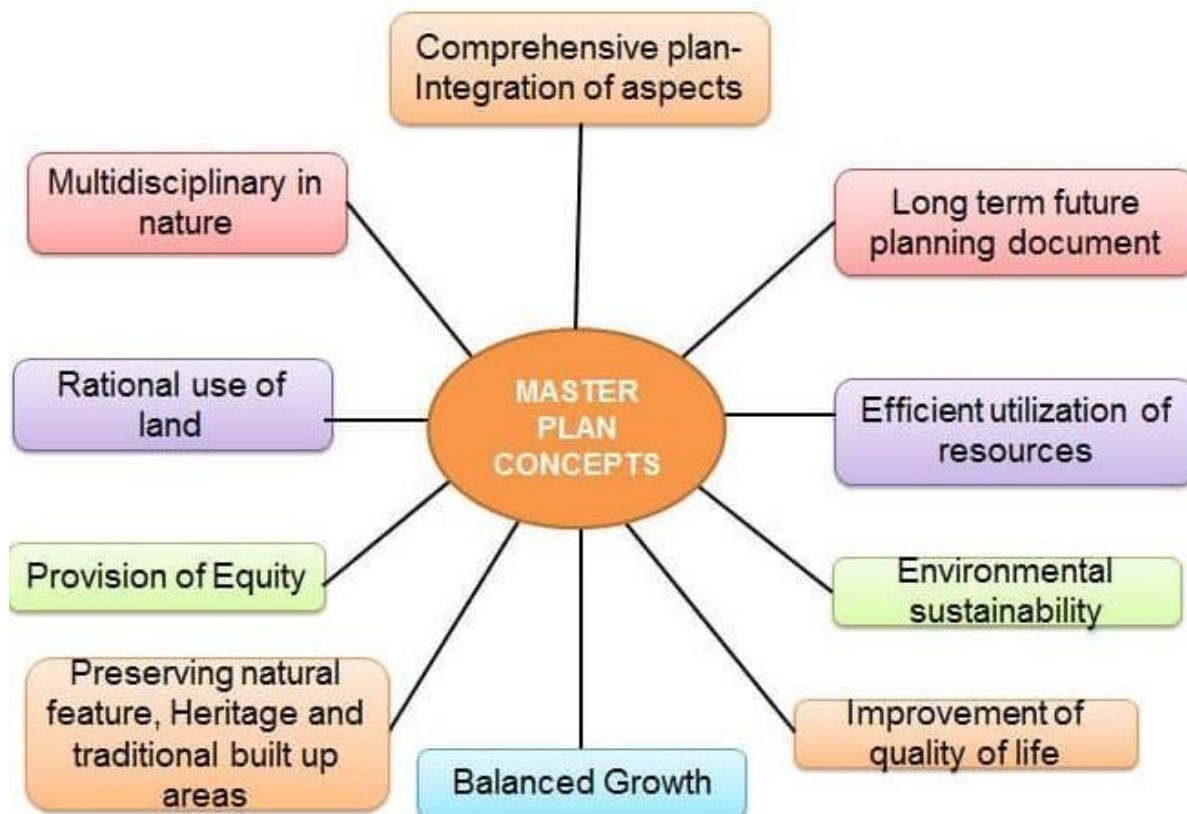 Comprehensive plan-
Integration of aspects
Multidisciplinary in
nature
Long term future
planning document
Rational use of
land
MASTER
PLAN
CONCEPTS
Efficient utilization of
resources
Provision of Equity
Environmental
sustainability
Preserving natural
feature, Heritage and
traditional built up
areas
Balanced Growth
Improvement of
quality of life